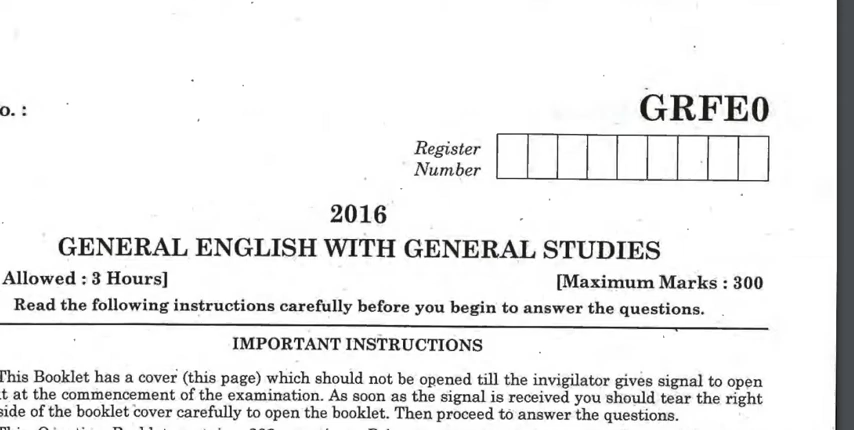 o. :
GRFE0
Register
Number
2016
GENERAL ENGLISH WITH GENERAL STUDIES
Allowed : 3 Hours] [Maximum Marks : 300
Read the following instructions carefully before you begin to answer the questions.
IMPORTANT INSTRUCTIONS
This Booklet has a cover (this page) which should not be opened till the invigilator gives signal to open
t at the commencement of the examination. As soon as the signal is received you should tear the right
side of the booklet cover carefully to open the booklet. Then proceed to answer the questions.